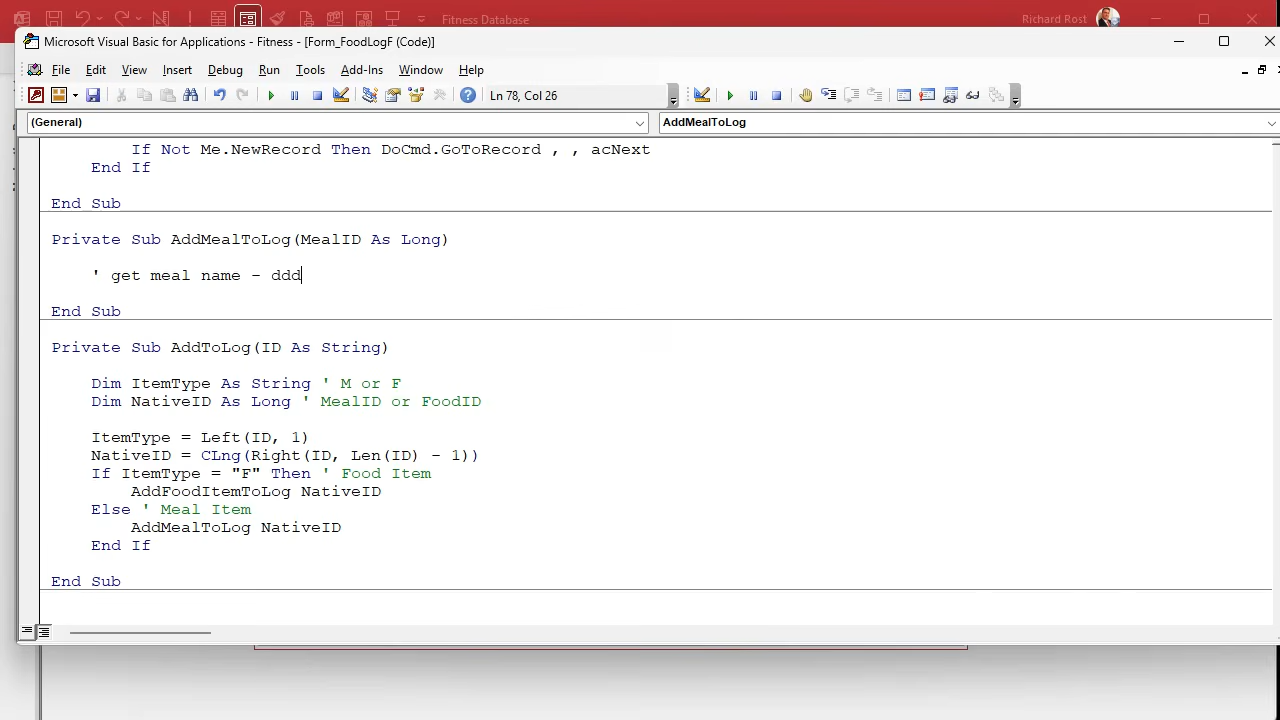 Fitness Database
Richard Rost
Microsoft Visual Basic for Applications - Fitness - [Form_FoodLogF (Code)]
File Edit View Insert Format Debug Run Tools Add-Ins Window Help
Ln 78, Col 26
(General)
AddMealToLog
If Not Me.NewRecord Then DoCmd.GoToRecord , , acNext
End If
End Sub
Private Sub AddMealToLog(MealID As Long)
' get meal name - ddd
End Sub
Private Sub AddToLog(ID As String)
Dim ItemType As String ' M or F
Dim NativeID As Long ' MealID or FoodID
ItemType = Left(ID, 1)
NativeID = CLng(Right(ID, Len(ID) - 1))
If ItemType = "F" Then ' Food Item
AddFoodItemToLog NativeID
Else ' Meal Item
AddMealToLog NativeID
End If
End Sub